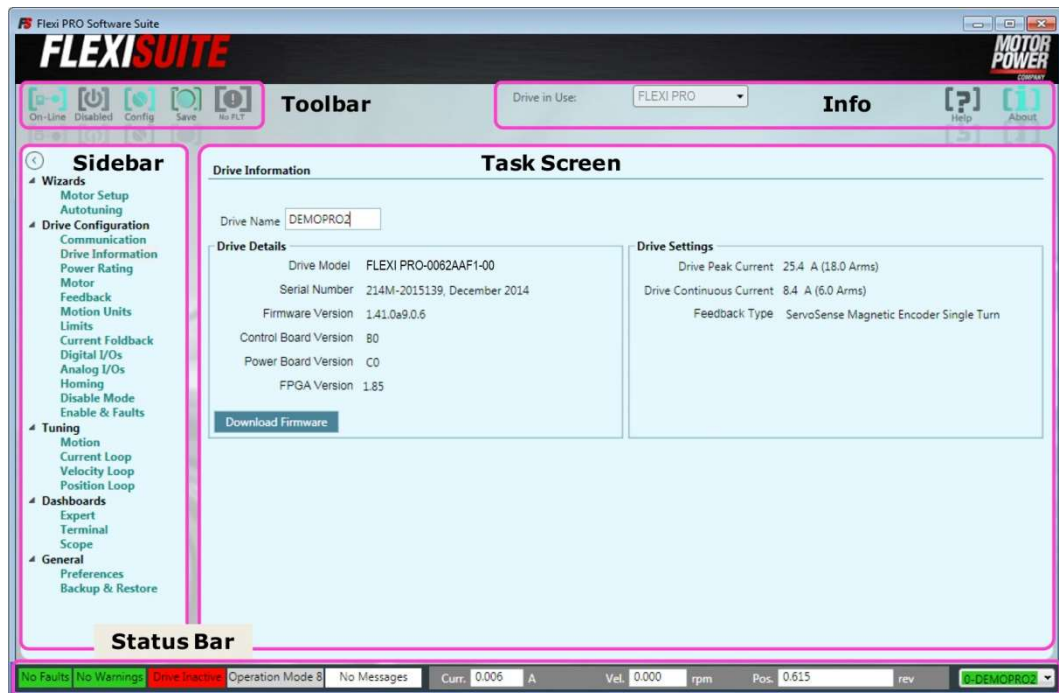 Flexi PRO Software Suite
FLEXISUITE
MOTOR
POWER
COMPANY
On-Line Disabled Config Save No FLT
Toolbar
Drive in Use: FLEXI PRO
Info
Help About
Sidebar
Wizards
Motor Setup
Autotuning
Drive Configuration
Communication
Drive Information
Power Rating
Motor
Feedback
Motion Units
Limits
Current Foldback
Digital I/Os
Analog I/Os
Homing
Disable Mode
Enable & Faults
Tuning
Motion
Current Loop
Velocity Loop
Position Loop
Dashboards
Expert
Terminal
Scope
General
Preferences
Backup & Restore
Task Screen
Drive Information
Drive Name DEMOPRO2
Drive Details
Drive Model FLEXI PRO-0062AAF1-00
Serial Number 214M-2015139, December 2014
Firmware Version 1.41.0a9.0.6
Control Board Version B0
Power Board Version C0
FPGA Version 1.85
Download Firmware
Drive Settings
Drive Peak Current 25.4 A (18.0 Arms)
Drive Continuous Current 8.4 A (6.0 Arms)
Feedback Type ServoSense Magnetic Encoder Single Turn
Status Bar
No Faults No Warnings Drive Inactive Operation Mode 8 No Messages Curr. 0.006 A Vel. 0.000 rpm Pos. 0.615 rev 0-DEMOPRO2